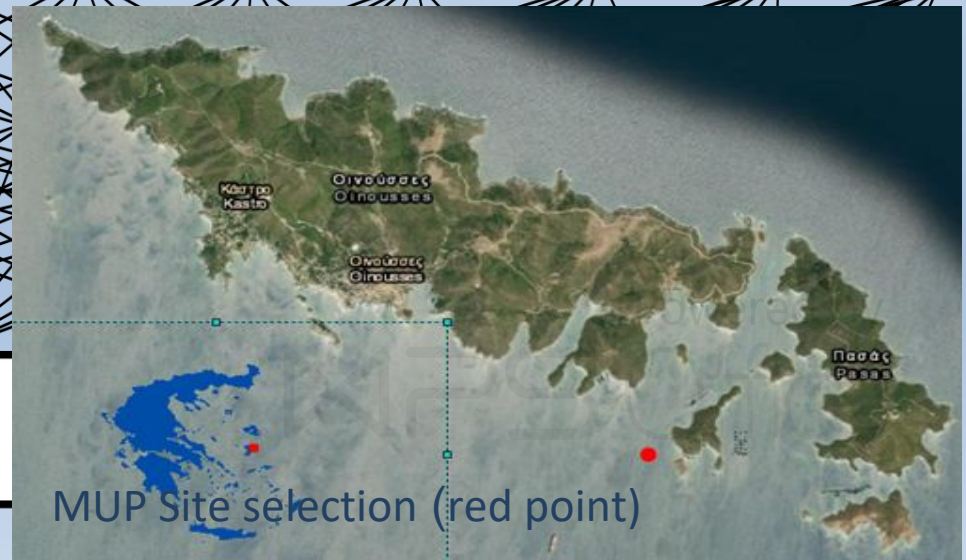 Κάστρο
Kastro
Οινούσσες
Oinousses
Οινούσσες
Oinousses
Πασάς
Pasas
MUP Site selection (red point)